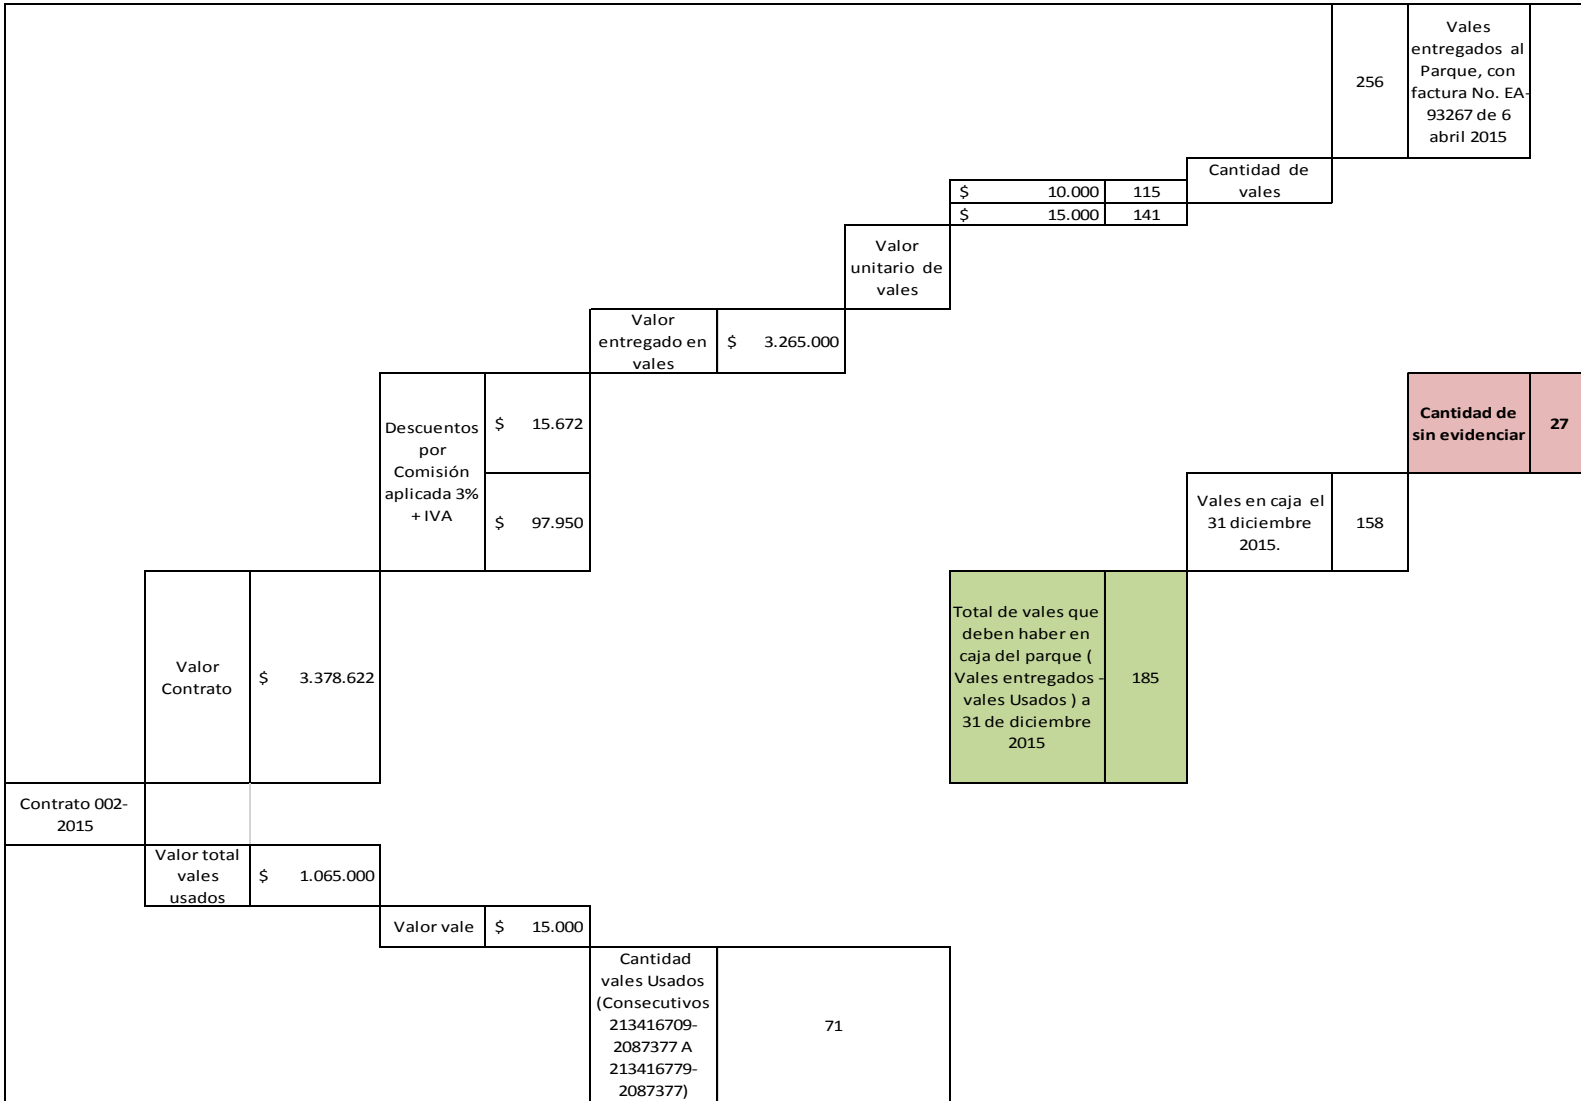 256
Vales
entregados al
Parque, con
factura No. EA-
93267 de 6
abril 2015
Cantidad de
vales
$ 10.000 115
$ 15.000 141
Valor
unitario de
vales
Valor
entregado en
vales
$ 3.265.000
Descuentos
por
Comisión
aplicada 3%
+ IVA
$ 15.672
$ 97.950
Cantidad de
sin evidenciar
27
Vales en caja el
31 diciembre
2015.
158
Valor
Contrato
$ 3.378.622
Total de vales que
deben haber en
caja del parque (
Vales entregados -
vales Usados ) a
31 de diciembre
2015
185
Contrato 002-
2015
Valor total
vales
usados
$ 1.065.000
Valor vale $ 15.000
Cantidad
vales Usados
(Consecutivos
213416709-
2087377 A
213416779-
2087377)
71